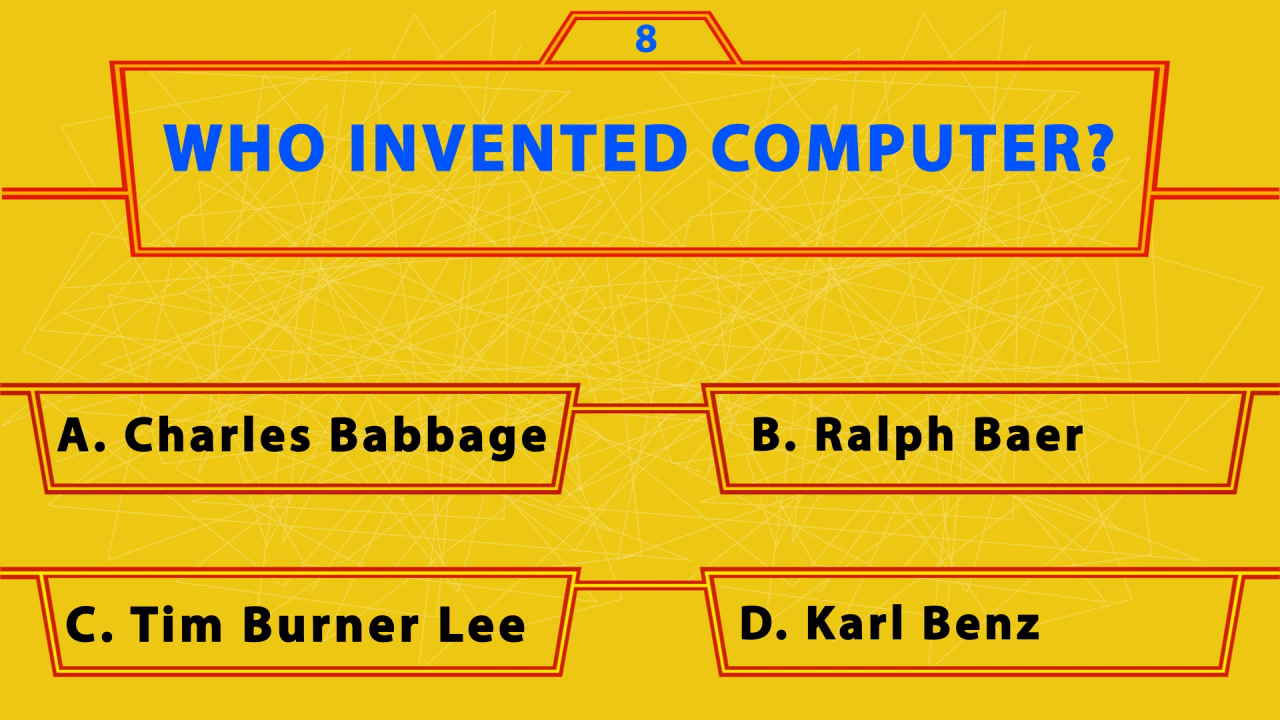 8
WHO INVENTED COMPUTER?
A. Charles Babbage
B. Ralph Baer
C. Tim Burner Lee
D. Karl Benz